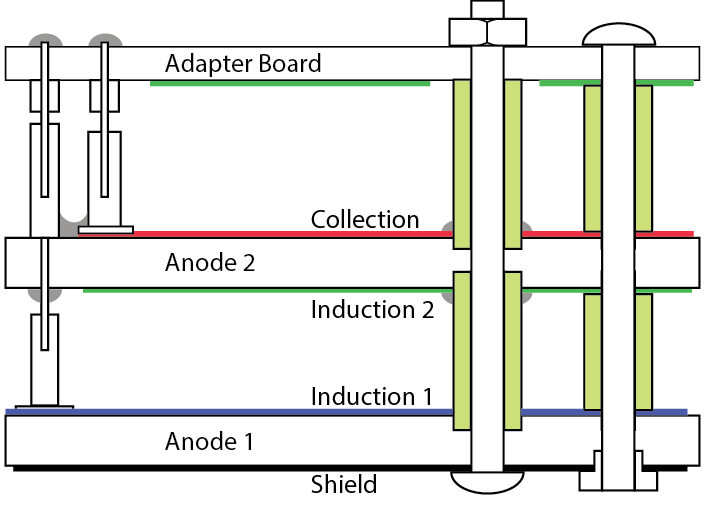 Adapter Board
Collection
Anode 2
Induction 2
Induction 1
Anode 1
Shield